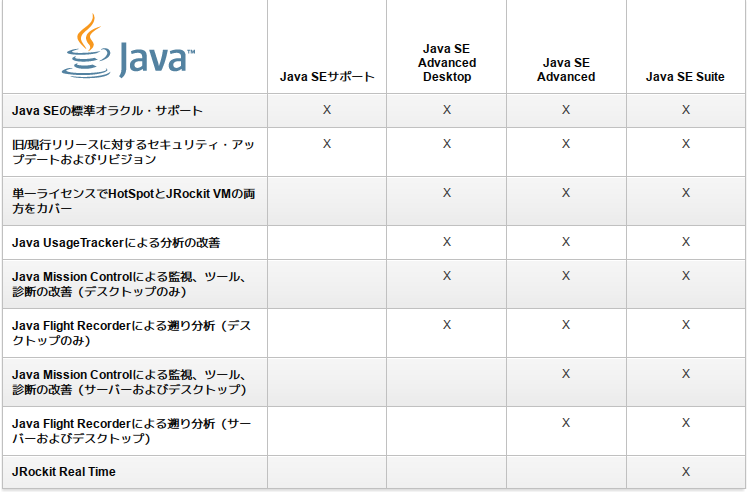 Java™
Java SEサポート
Java SE
Advanced
Desktop
Java SE
Advanced
Java SE Suite
Java SEの標準オラクル・サポート X X X X
旧/現行リリースに対するセキュリティ・アッ
プデートおよびリビジョン X X X X
単一ライセンスでHotSpotとJRockit VMの両
方をカバー X X X
Java UsageTrackerによる分析の改善 X X X
Java Mission Controlによる監視、ツール、
診断の改善（デスクトップのみ） X X X
Java Flight Recorderによる遡り分析（デス
クトップのみ） X X X
Java Mission Controlによる監視、ツール、
診断の改善（サーバーおよびデスクトップ） X X
Java Flight Recorderによる遡り分析（サー
バーおよびデスクトップ） X X
JRockit Real Time X